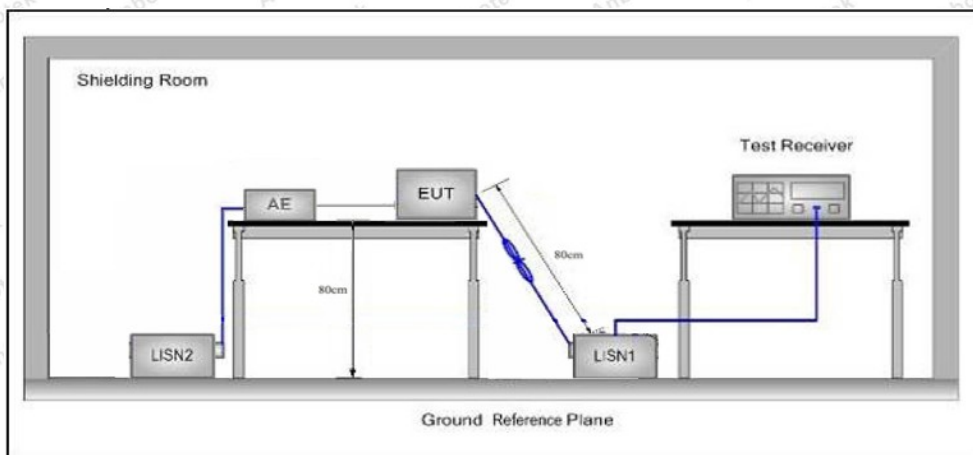 Shielding Room
Test Receiver
AE
EUT
80cm
80cm
LISN2
LISN1
Ground Reference Plane